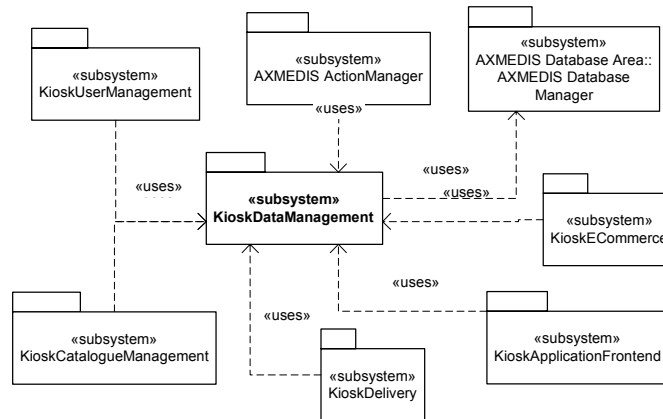 «subsystem»
KioskUserManagement
«subsystem»
AXMEDIS ActionManager
«subsystem»
AXMEDIS Database Area::
AXMEDIS Database
Manager
«uses»
«uses»
«uses»
«uses»
«subsystem»
KioskDataManagement
«subsystem»
KioskECommerce
«uses»
«uses»
«subsystem»
KioskCatalogueManagement
«subsystem»
KioskApplicationFrontend
«subsystem»
KioskDelivery